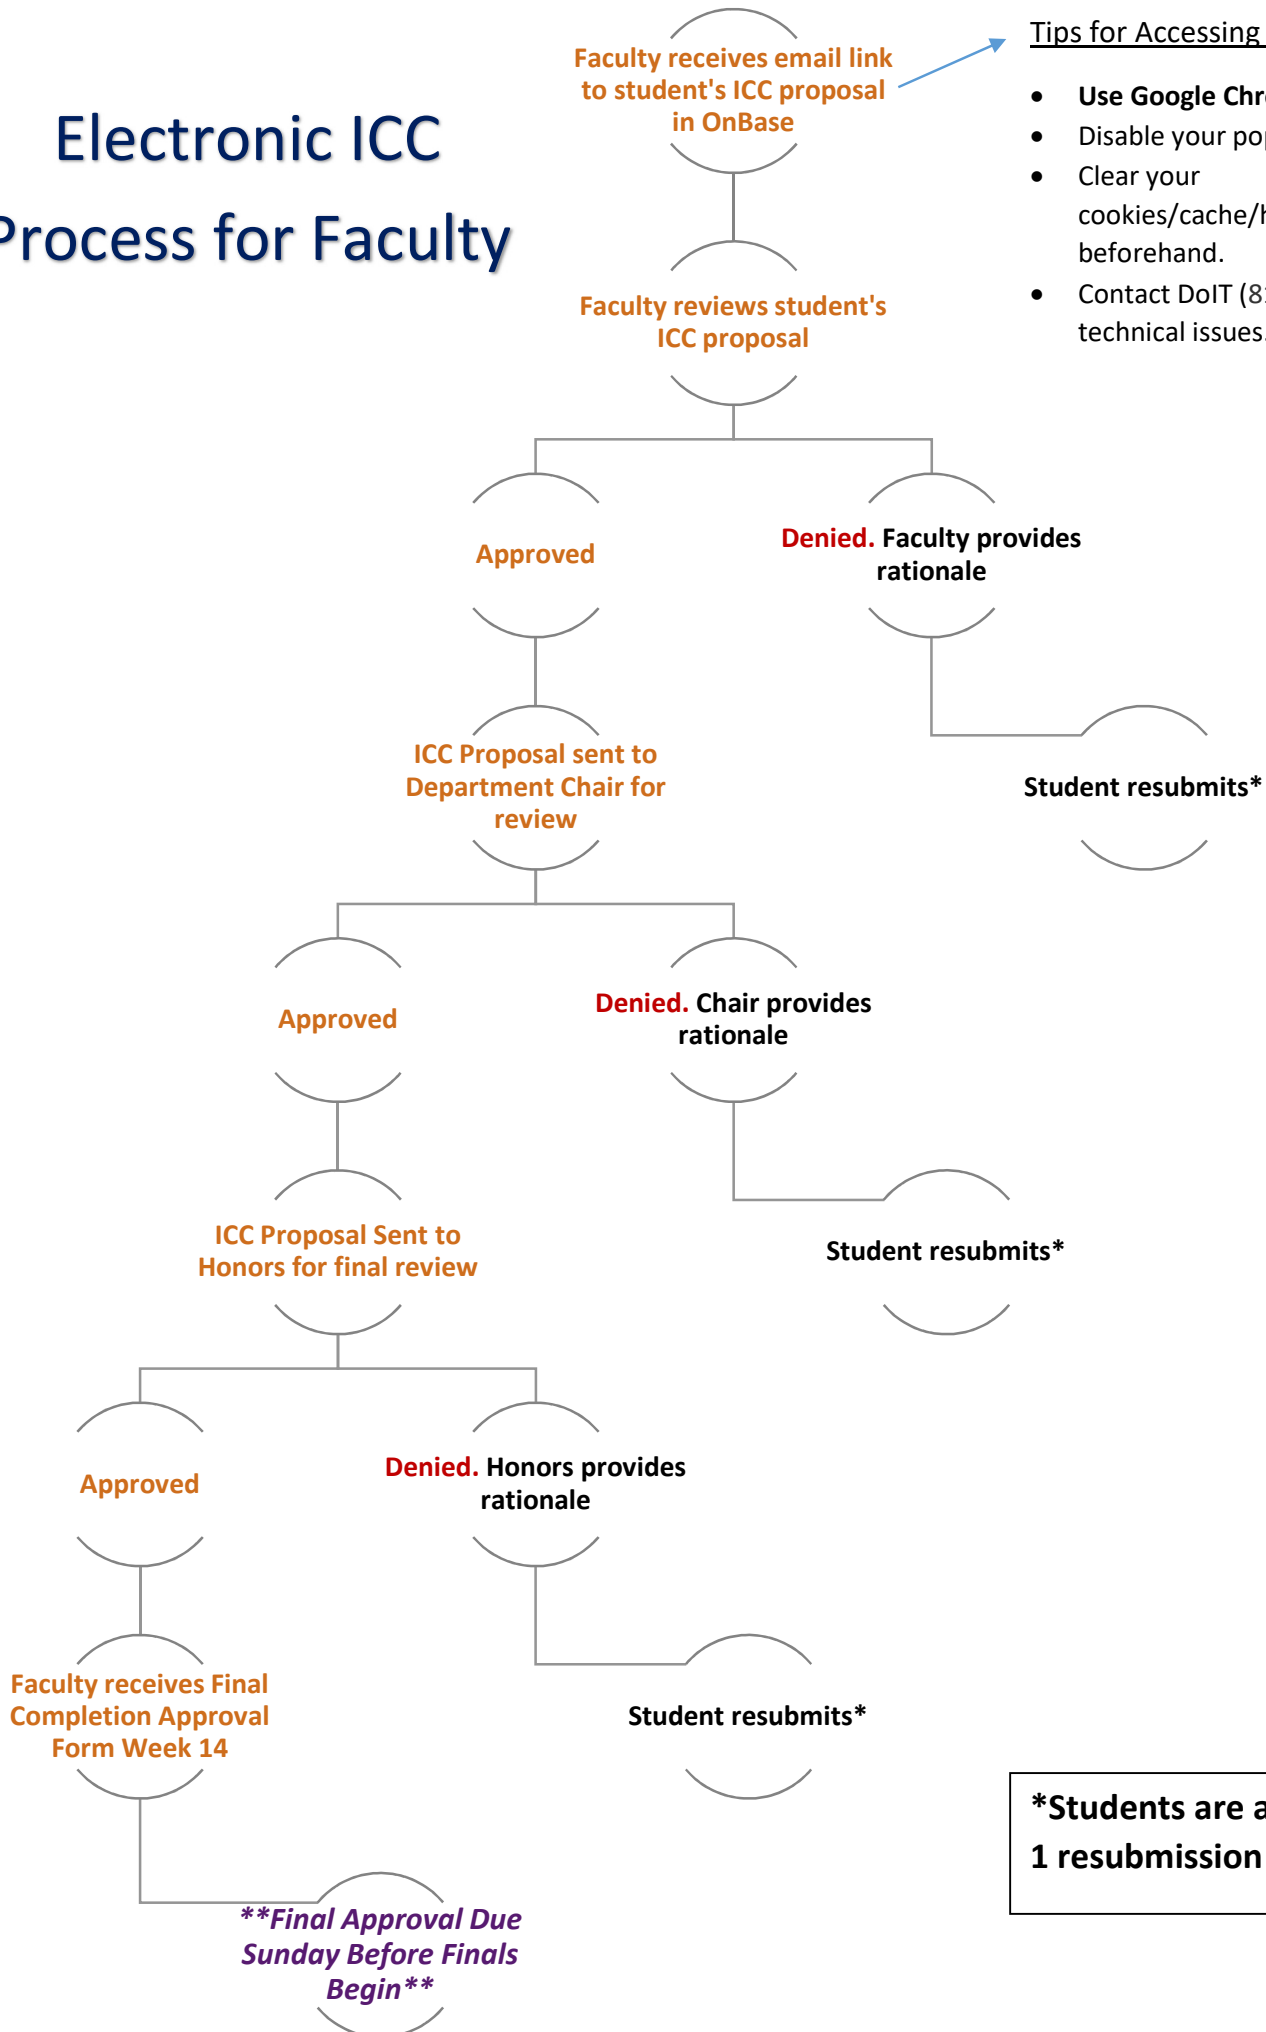 Electronic ICC
Process for Faculty
Faculty receives email link
to student's ICC proposal
in OnBase
Tips for Accessing
• Use Google
• Disable your
• Clear your
cookies/cache/
beforehand.
• Contact DoIT
technical issues.
Faculty reviews student's
ICC proposal
Approved
Denied. Faculty provides
rationale
ICC Proposal sent to
Department Chair for
review
Student resubmits*
Approved
Denied. Chair provides
rationale
ICC Proposal Sent to
Honors for final review
Student resubmits*
Approved
Denied. Honors provides
rationale
Faculty receives Final
Completion Approval
Form Week 14
Student resubmits*
*Students are
1 resubmission
**Final Approval Due
Sunday Before Finals
Begin**